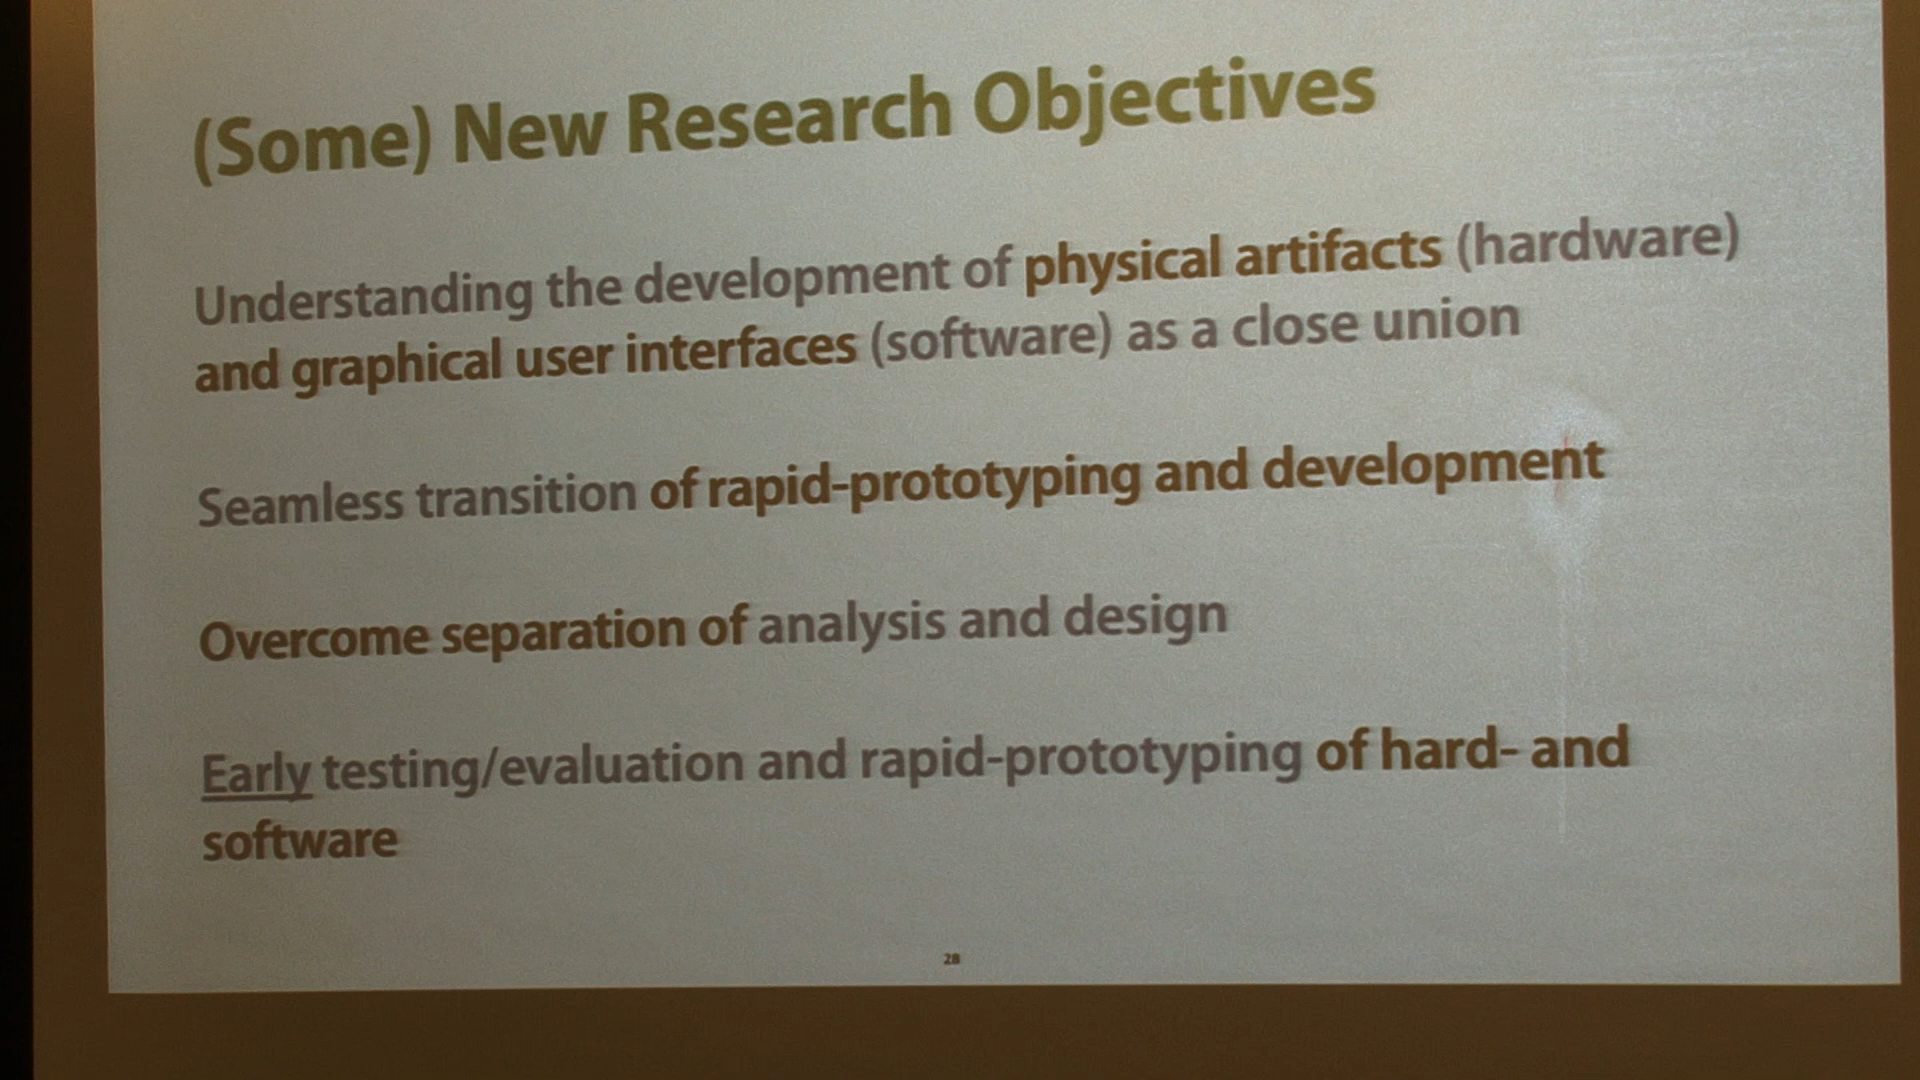 (Some) New Research Objectives
Understanding the development of physical artifacts (hardware)
and graphical user interfaces (software) as a close union
Seamless transition of rapid-prototyping and development
Overcome separation of analysis and design
Early testing/evaluation and rapid-prototyping of hard- and
software
28